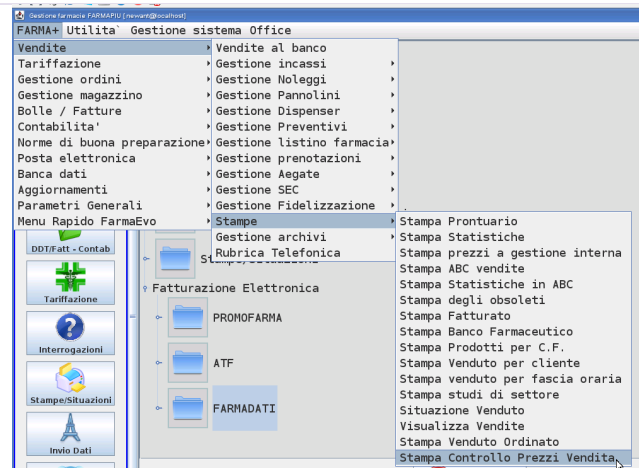 Gestione farmacie FARMAPIU [newant@localhost]
FARMA+ Utilita` Gestione sistema Office
Vendite
Tariffazione
Gestione ordini
Gestione magazzino
Bolle / Fatture
Contabilita'
Norme di buona preparazione
Posta elettronica
Banca dati
Aggiornamenti
Parametri Generali
Menu Rapido FarmaEvo
Vendite al banco
Gestione incassi
Gestione Noleggi
Gestione Pannolini
Gestione Dispenser
Gestione Preventivi
Gestione listino farmacia
Gestione prenotazioni
Gestione Aegate
Gestione SEC
Gestione Fidelizzazione
Stampe
Gestione archivi
Rubrica Telefonica
Stampa Prontuario
Stampa Statistiche
Stampa prezzi a gestione interna
Stampa ABC vendite
Stampa Statistiche in ABC
Stampa degli obsoleti
Stampa Fatturato
Stampa Banco Farmaceutico
Stampa Prodotti per C.F.
Stampa Venduto per cliente
Stampa venduto per fascia oraria
Stampa studi di settore
Situazione Venduto
Visualizza Vendite
Stampa Venduto Ordinato
Stampa Controllo Prezzi Vendita
DDT/Fatt - Contab
Tariffazione
Interrogazioni
Stampe/Situazioni
Invio Dati
Fatturazione Elettronica
PROMOFARMA
ATF
FARMADATI